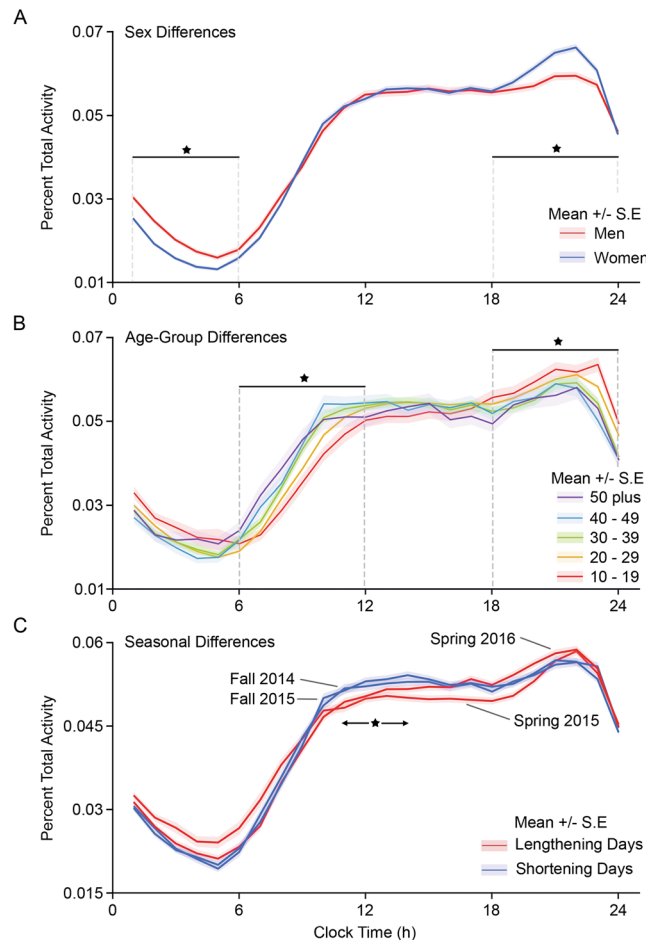 A
Sex Differences
0.07
0.05
0.03
0.01
Percent Total Activity
★
★
Mean +/- S.E
Men
Women
0
6
12
18
24
B
Age-Group Differences
0.07
0.05
0.03
0.01
Percent Total Activity
★
★
Mean +/- S.E
50 plus
40 - 49
30 - 39
20 - 29
10 - 19
0
6
12
18
24
C
Seasonal Differences
0.06
0.045
0.03
0.015
Percent Total Activity
Spring 2016
Fall 2014
Fall 2015
Spring 2015
★
Mean +/- S.E
Lengthening Days
Shortening Days
0
6
12
18
24
Clock Time (h)